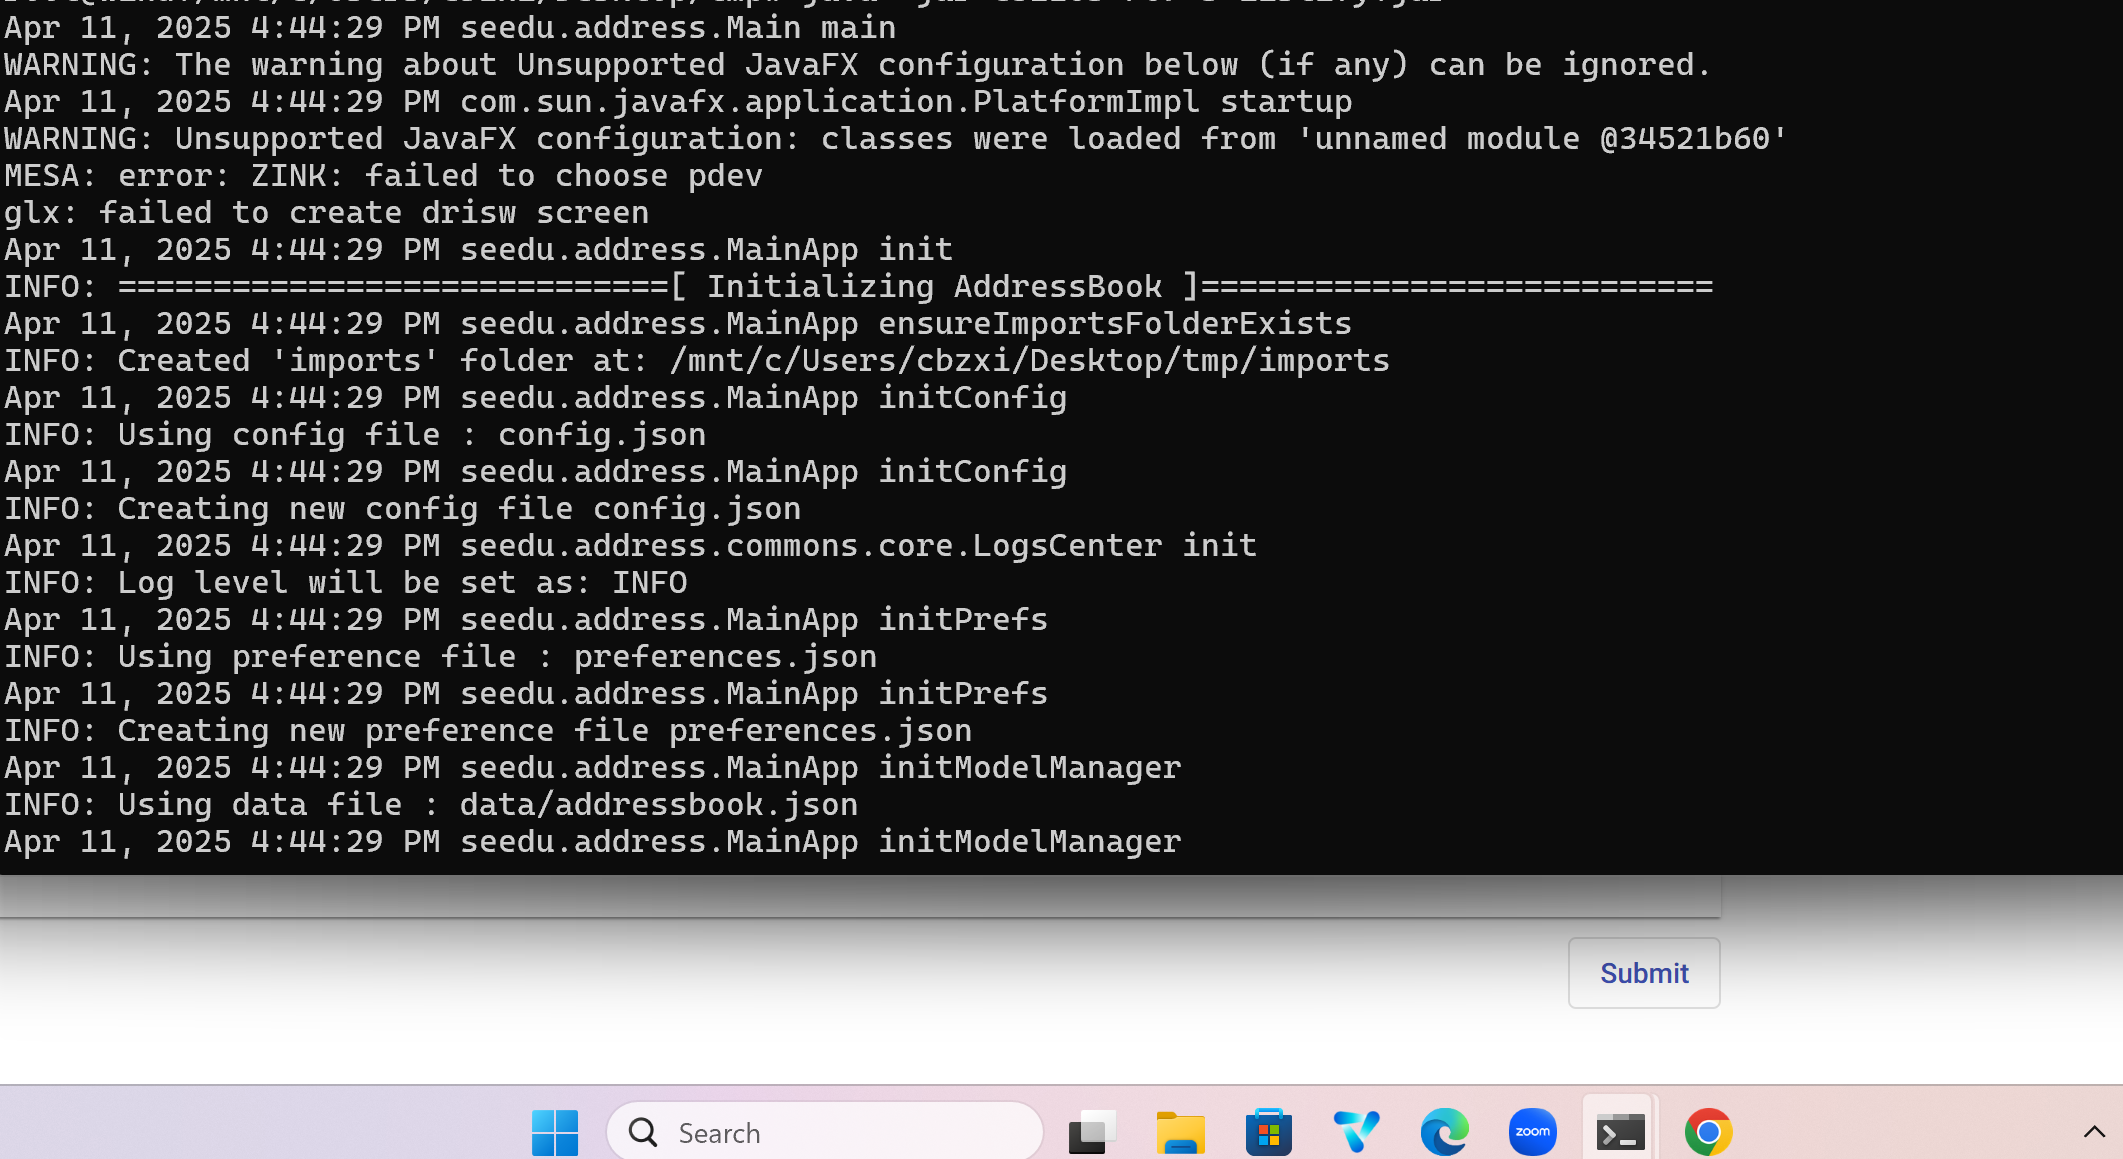 Apr 11, 2025 4:44:29 PM seedu.address.Main main
WARNING: The warning about Unsupported JavaFX configuration below (if any) can be ignored.
Apr 11, 2025 4:44:29 PM com.sun.javafx.application.PlatformImpl startup
WARNING: Unsupported JavaFX configuration: classes were loaded from 'unnamed module @34521b60'
MESA: error: ZINK: failed to choose pdev
glx: failed to create drisw screen
Apr 11, 2025 4:44:29 PM seedu.address.MainApp init
INFO: =============================[ Initializing AddressBook ]===========================
Apr 11, 2025 4:44:29 PM seedu.address.MainApp ensureImportsFolderExists
INFO: Created 'imports' folder at: /mnt/c/Users/cbzxi/Desktop/tmp/imports
Apr 11, 2025 4:44:29 PM seedu.address.MainApp initConfig
INFO: Using config file : config.json
Apr 11, 2025 4:44:29 PM seedu.address.MainApp initConfig
INFO: Creating new config file config.json
Apr 11, 2025 4:44:29 PM seedu.address.commons.core.LogsCenter init
INFO: Log level will be set as: INFO
Apr 11, 2025 4:44:29 PM seedu.address.MainApp initPrefs
INFO: Using preference file : preferences.json
Apr 11, 2025 4:44:29 PM seedu.address.MainApp initPrefs
INFO: Creating new preference file preferences.json
Apr 11, 2025 4:44:29 PM seedu.address.MainApp initModelManager
INFO: Using data file : data/addressbook.json
Apr 11, 2025 4:44:29 PM seedu.address.MainApp initModelManager
Submit
Search
zoom